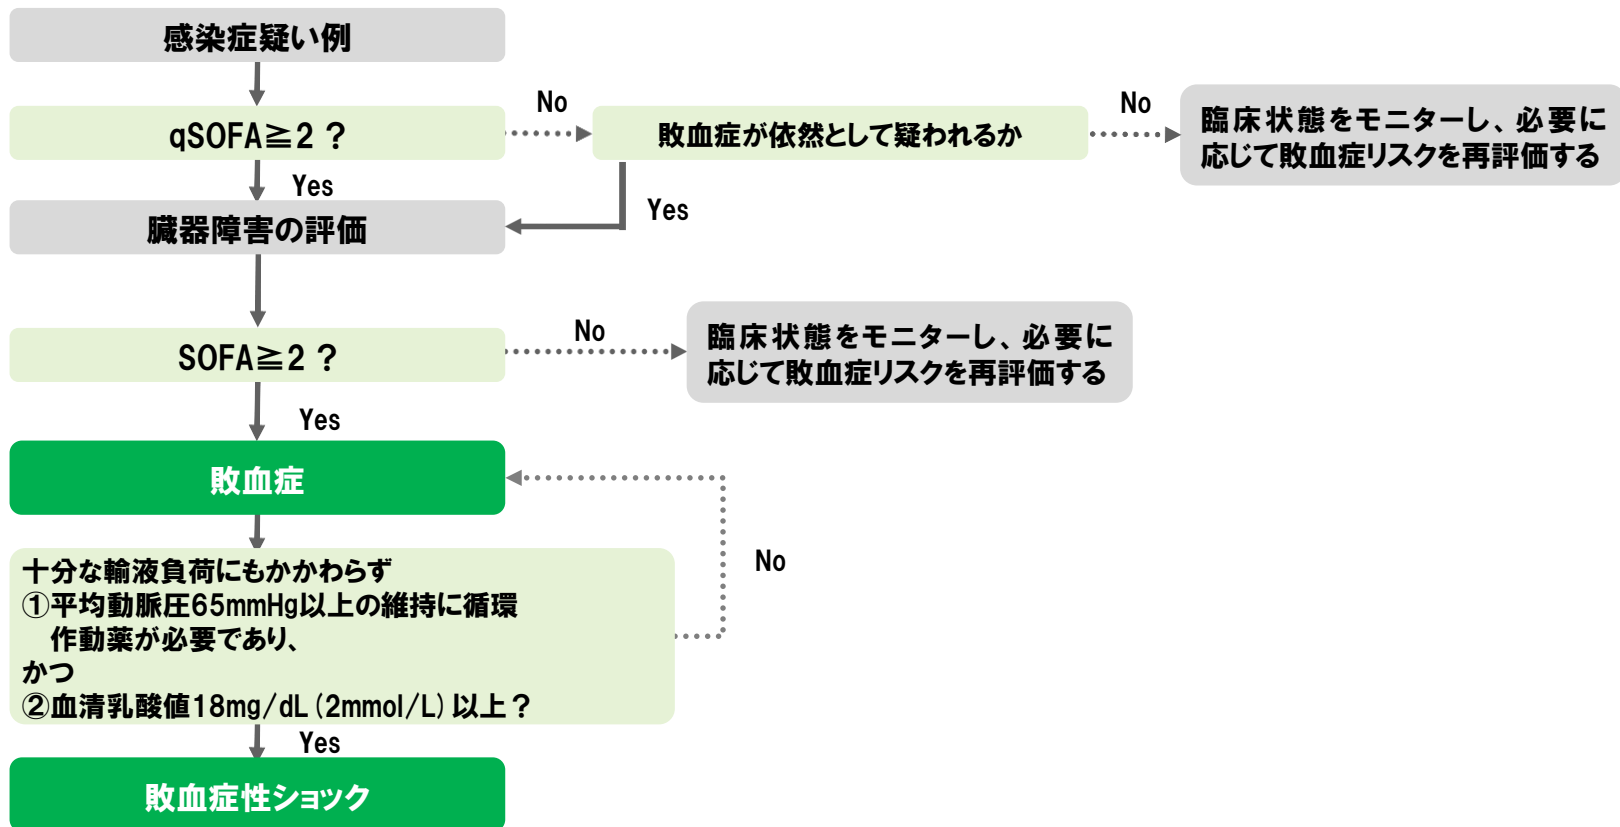 感染症疑い例
qSOFA≧2 ?
No
敗血症が依然として疑われるか
No
臨床状態をモニターし、必要に
応じて敗血症リスクを再評価する
Yes
Yes
臓器障害の評価
SOFA≧2 ?
No
臨床状態をモニターし、必要に
応じて敗血症リスクを再評価する
Yes
敗血症
No
十分な輸液負荷にもかかわらず
①平均動脈圧65mmHg以上の維持に循環
作動薬が必要であり、
かつ
②血清乳酸値18mg/dL(2mmol/L)以上?
Yes
敗血症性ショック